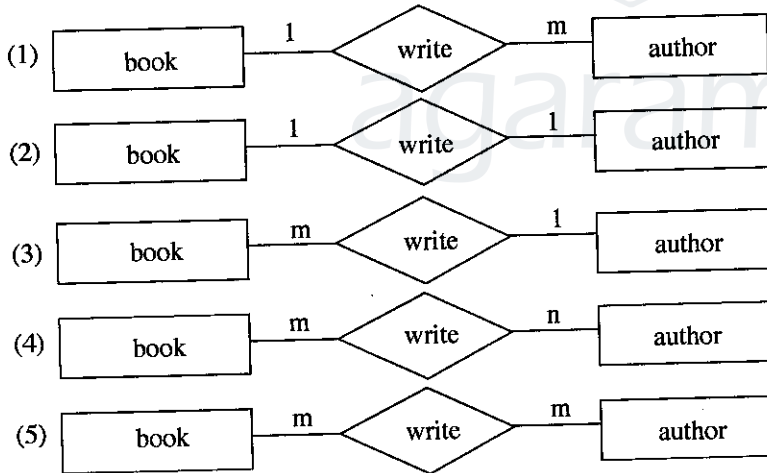 agaram
(1) book 1 write m author
(2) book 1 write 1 author
(3) book m write 1 author
(4) book m write n author
(5) book m write m author